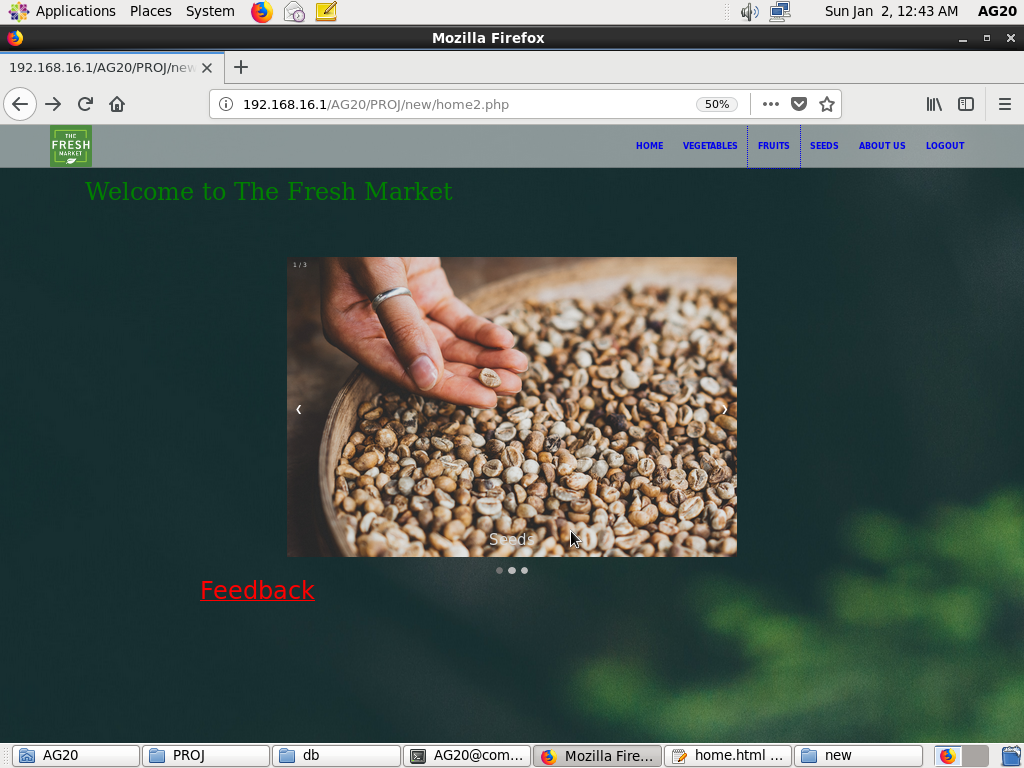 Applications Places System Sun Jan 2, 12:43 AM AG20
Mozilla Firefox
192.168.16.1/AG20/PROJ/new
192.168.16.1/AG20/PROJ/new/home2.php 50%
THE
FRESH
MARKET
HOME VEGETABLES FRUITS SEEDS ABOUT US LOGOUT
Welcome to The Fresh Market
1 / 3
❮ ❯
Seeds
Feedback
AG20 PROJ db AG20@com... Mozilla Fire... home.html ... new